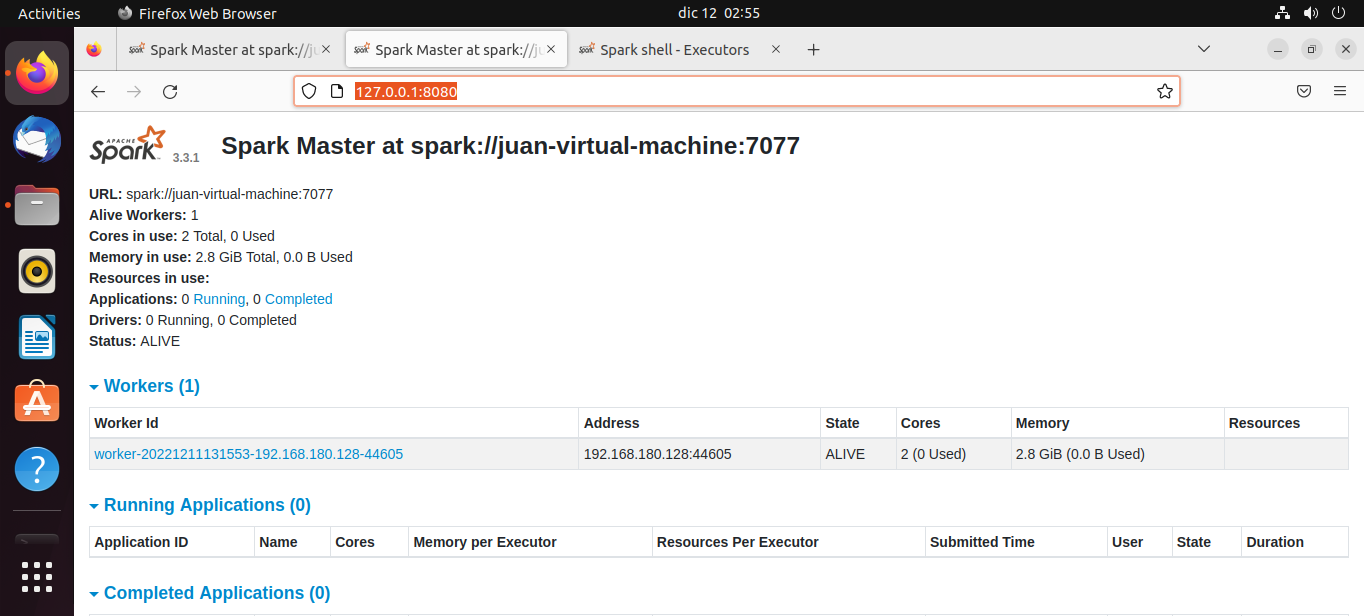 Activities Firefox Web Browser dic 12 02:55
Spark Master at spark://ju Spark Master at spark://ju Spark shell - Executors
127.0.0.1:8080
APACHE Spark 3.3.1 Spark Master at spark://juan-virtual-machine:7077
URL: spark://juan-virtual-machine:7077
Alive Workers: 1
Cores in use: 2 Total, 0 Used
Memory in use: 2.8 GiB Total, 0.0 B Used
Resources in use:
Applications: 0 Running, 0 Completed
Drivers: 0 Running, 0 Completed
Status: ALIVE
Workers (1)
Worker Id Address State Cores Memory Resources
worker-20221211131553-192.168.180.128-44605 192.168.180.128:44605 ALIVE 2 (0 Used) 2.8 GiB (0.0 B Used)
Running Applications (0)
Application ID Name Cores Memory per Executor Resources Per Executor Submitted Time User State Duration
Completed Applications (0)